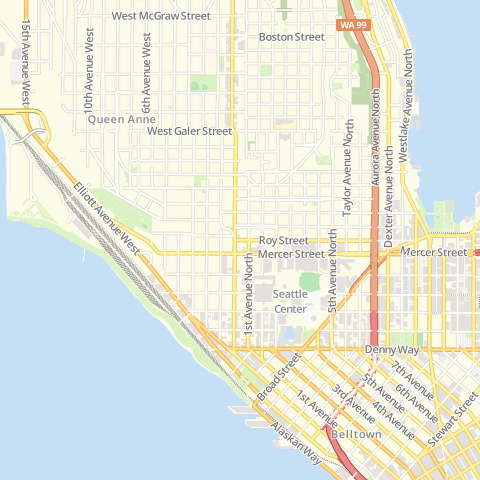 West McGraw Street
WA 99
Boston Street
15th Avenue West
10th Avenue West
6th Avenue West
Queen Anne
West Galer Street
Westlake Avenue North
Aurora Avenue North
Taylor Avenue North
Dexter Avenue North
Elliott Avenue West
Roy Street
Mercer Street
Mercer Street
5th Avenue North
1st Avenue North
Seattle
Center
Denny Way
Broad Street
7th Avenue
6th Avenue
5th Avenue
4th Avenue
3rd Avenue
1st Avenue
Stewart Street
Belltown
Alaskan Way